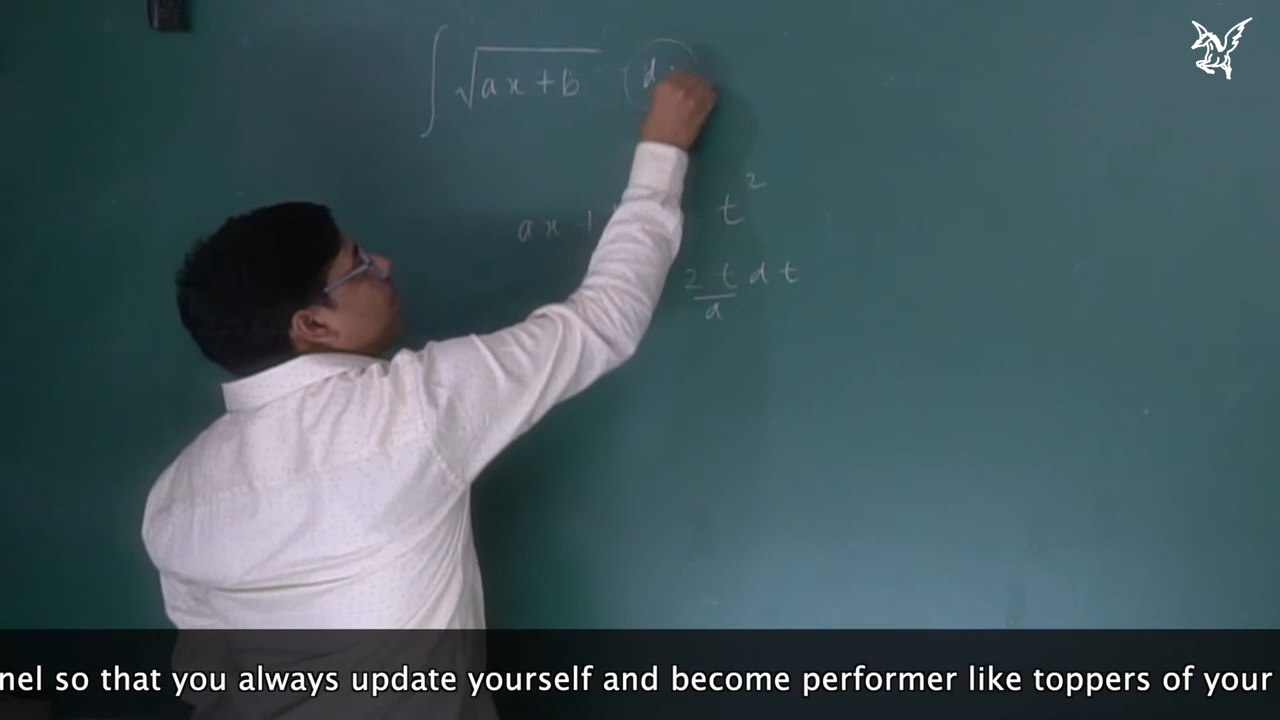 ∫ √ax+b (d
ax + t²
2t/a dt
nel so that you always update yourself and become performer like toppers of your